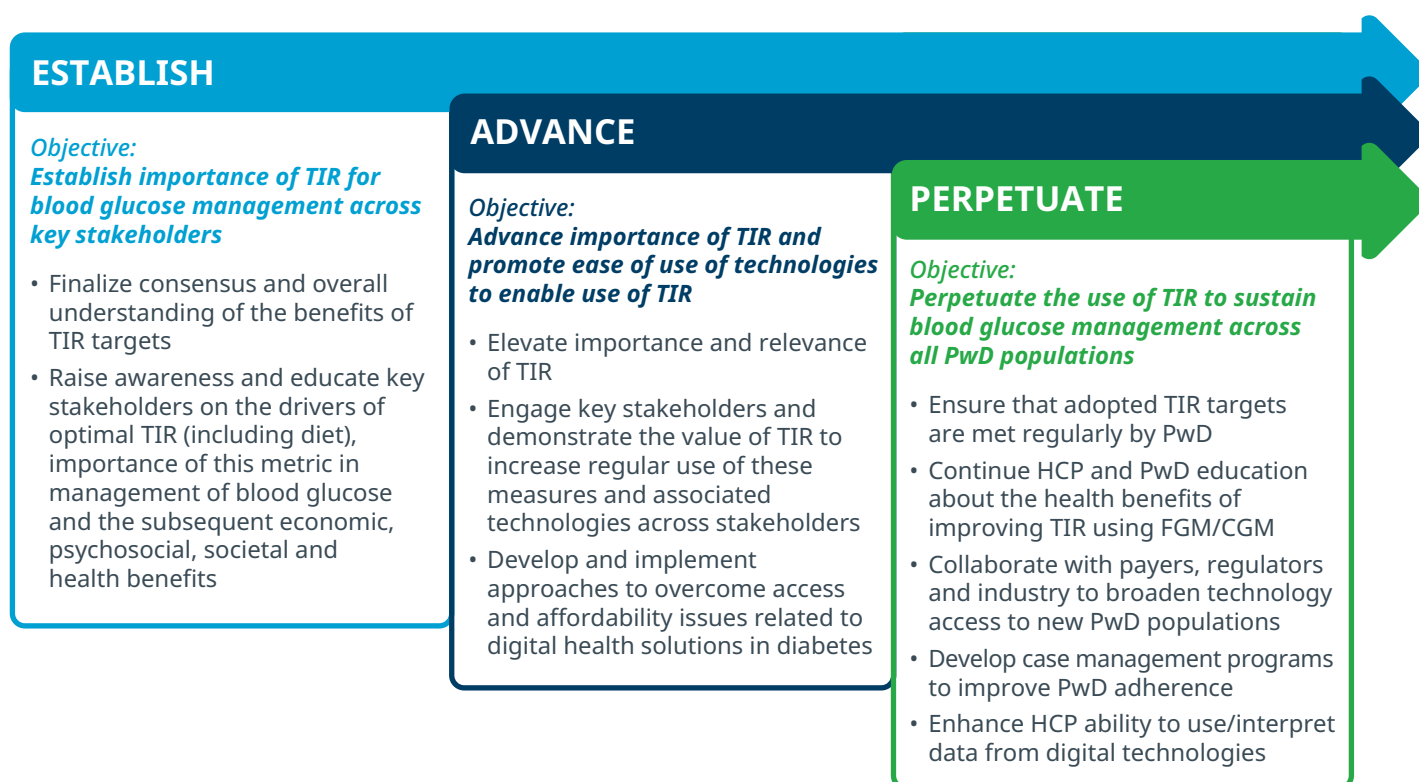 ESTABLISH
Objective:
Establish importance of TIR for
blood glucose management across
key stakeholders
• Finalize consensus and overall
understanding of the benefits of
TIR targets
• Raise awareness and educate key
stakeholders on the drivers of
optimal TIR (including diet),
importance of this metric in
management of blood glucose
and the subsequent economic,
psychosocial, societal and
health benefits
ADVANCE
Objective:
Advance importance of TIR and
promote ease of use of technologies
to enable use of TIR
• Elevate importance and relevance
of TIR
• Engage key stakeholders and
demonstrate the value of TIR to
increase regular use of these
measures and associated
technologies across stakeholders
• Develop and implement
approaches to overcome access
and affordability issues related to
digital health solutions in diabetes
PERPETUATE
Objective:
Perpetuate the use of TIR to sustain
blood glucose management across
all PwD populations
• Ensure that adopted TIR targets
are met regularly by PwD
• Continue HCP and PwD education
about the health benefits of
improving TIR using FGM/CGM
• Collaborate with payers, regulators
and industry to broaden technology
access to new PwD populations
• Develop case management programs
to improve PwD adherence
• Enhance HCP ability to use/interpret
data from digital technologies